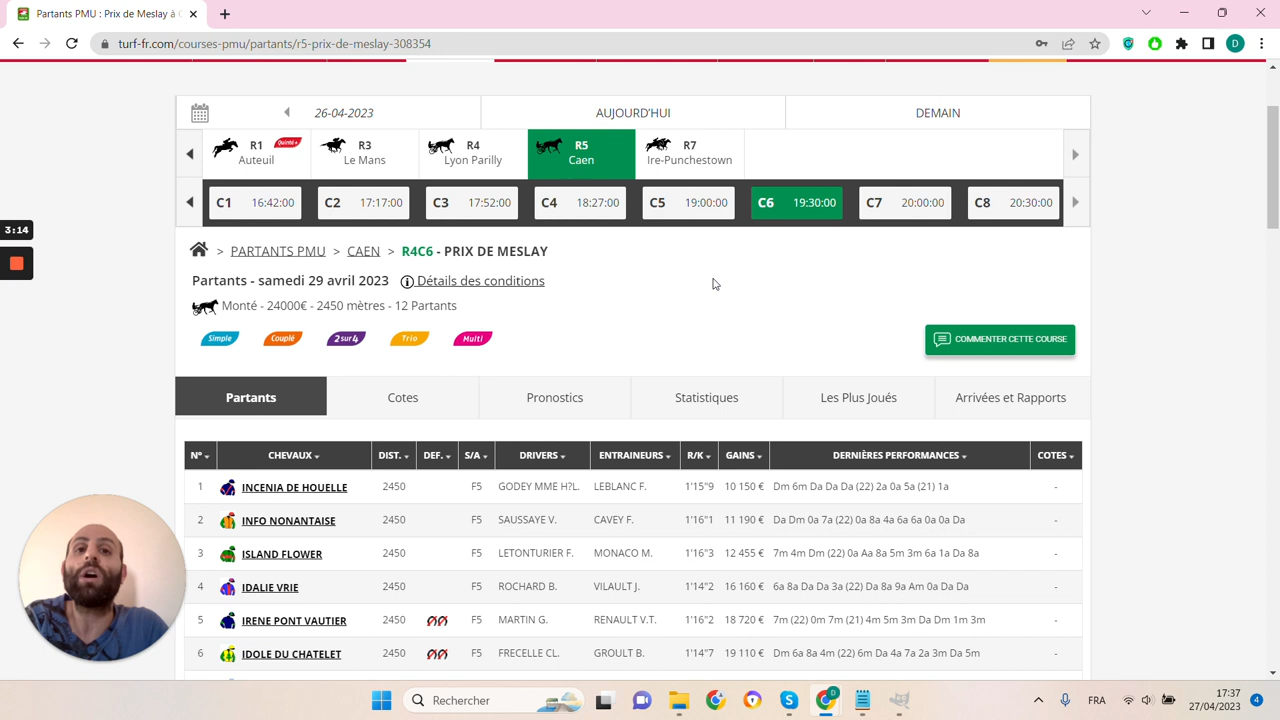 Partants PMU : Prix de Meslay à C
turf-fr.com/courses-pmu/partants/r5-prix-de-meslay-308354
D
26-04-2023 AUJOURD'HUI DEMAIN
R1 Quinté+ R3 R4 R5 R7
Auteuil Le Mans Lyon Parilly Caen Ire-Punchestown
C1 16:42:00 C2 17:17:00 C3 17:52:00 C4 18:27:00 C5 19:00:00 C6 19:30:00 C7 20:00:00 C8 20:30:00
3:14
> PARTANTS PMU > CAEN > R4C6 - PRIX DE MESLAY
Partants - samedi 29 avril 2023 Détails des conditions
Monté - 24000€ - 2450 mètres - 12 Partants
Simple Couplé 2sur4 Trio Multi
COMMENTER CETTE COURSE
Partants Cotes Pronostics Statistiques Les Plus Joués Arrivées et Rapports
N° CHEVAUX DIST. DEF. S/A DRIVERS ENTRAINEURS R/K GAINS DERNIÈRES PERFORMANCES COTES
1 INCENIA DE HOUELLE 2450 F5 GODEY MME H?L. LEBLANC F. 1'15"9 10 150 € Dm 6m Da Da Da (22) 2a 0a 5a (21) 1a -
2 INFO NONANTAISE 2450 F5 SAUSSAYE V. CAVEY F. 1'16"1 11 190 € Da Dm 0a 7a (22) 0a 8a 4a 6a 6a 0a 0a Da -
3 ISLAND FLOWER 2450 F5 LETONTURIER F. MONACO M. 1'16"3 12 455 € 7m 4m Dm (22) 0a Aa 8a 5m 3m 6a 1a Da 8a -
4 IDALIE VRIE 2450 F5 ROCHARD B. VILAULT J. 1'14"2 16 160 € 6a 8a Da Da 3a (22) Da 8a 9a Am 0a Da Da -
5 IRENE PONT VAUTIER 2450 F5 MARTIN G. RENAULT V.T. 1'16"2 18 720 € 7m (22) 0m 7m (21) 4m 5m 3m Da Dm 1m 3m -
6 IDOLE DU CHATELET 2450 F5 FRECELLE CL. GROULT B. 1'14"7 19 110 € Dm 6a 8a 4m (22) 6m Da 4a 7a 2a 3m Da 5m -
Rechercher
D
FRA
17:37
27/04/2023
4